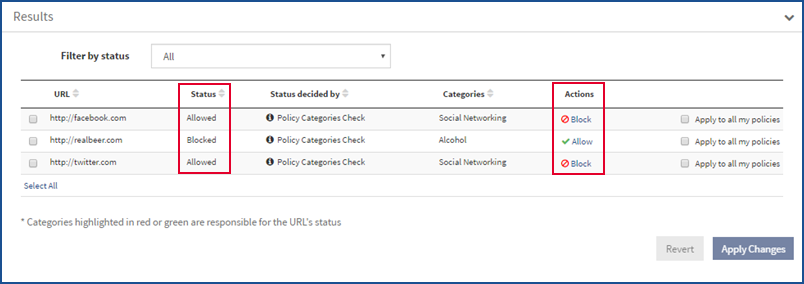 Results
Filter by status All
URL Status Status decided by Categories Actions
http://facebook.com Allowed Policy Categories Check Social Networking Block Apply to all my policies
http://realbeer.com Blocked Policy Categories Check Alcohol Allow Apply to all my policies
http://twitter.com Allowed Policy Categories Check Social Networking Block Apply to all my policies
Select All
* Categories highlighted in red or green are responsible for the URL's status
Revert Apply Changes